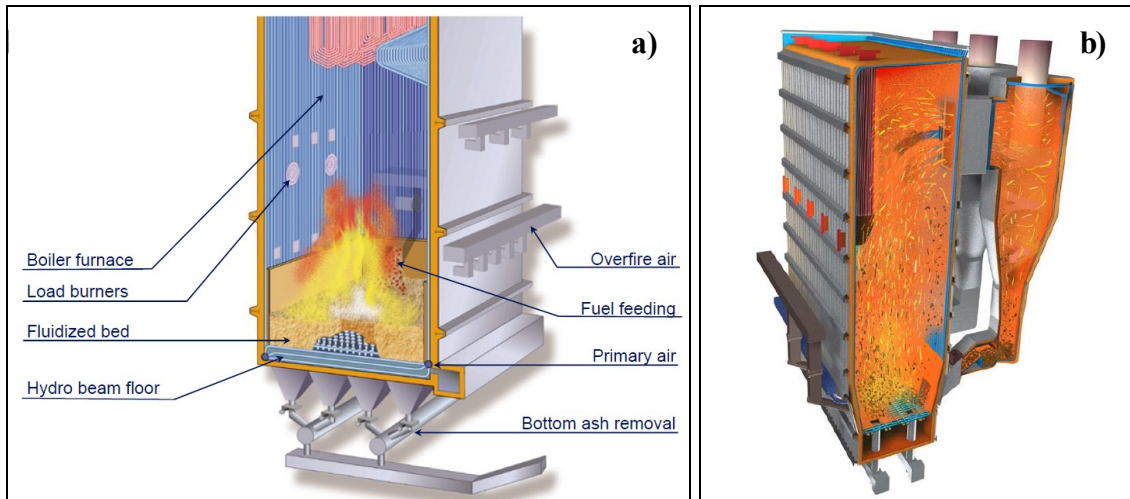 a)
b)
Boiler furnace
Load burners
Fluidized bed
Hydro beam floor
Overfire air
Fuel feeding
Primary air
Bottom ash removal